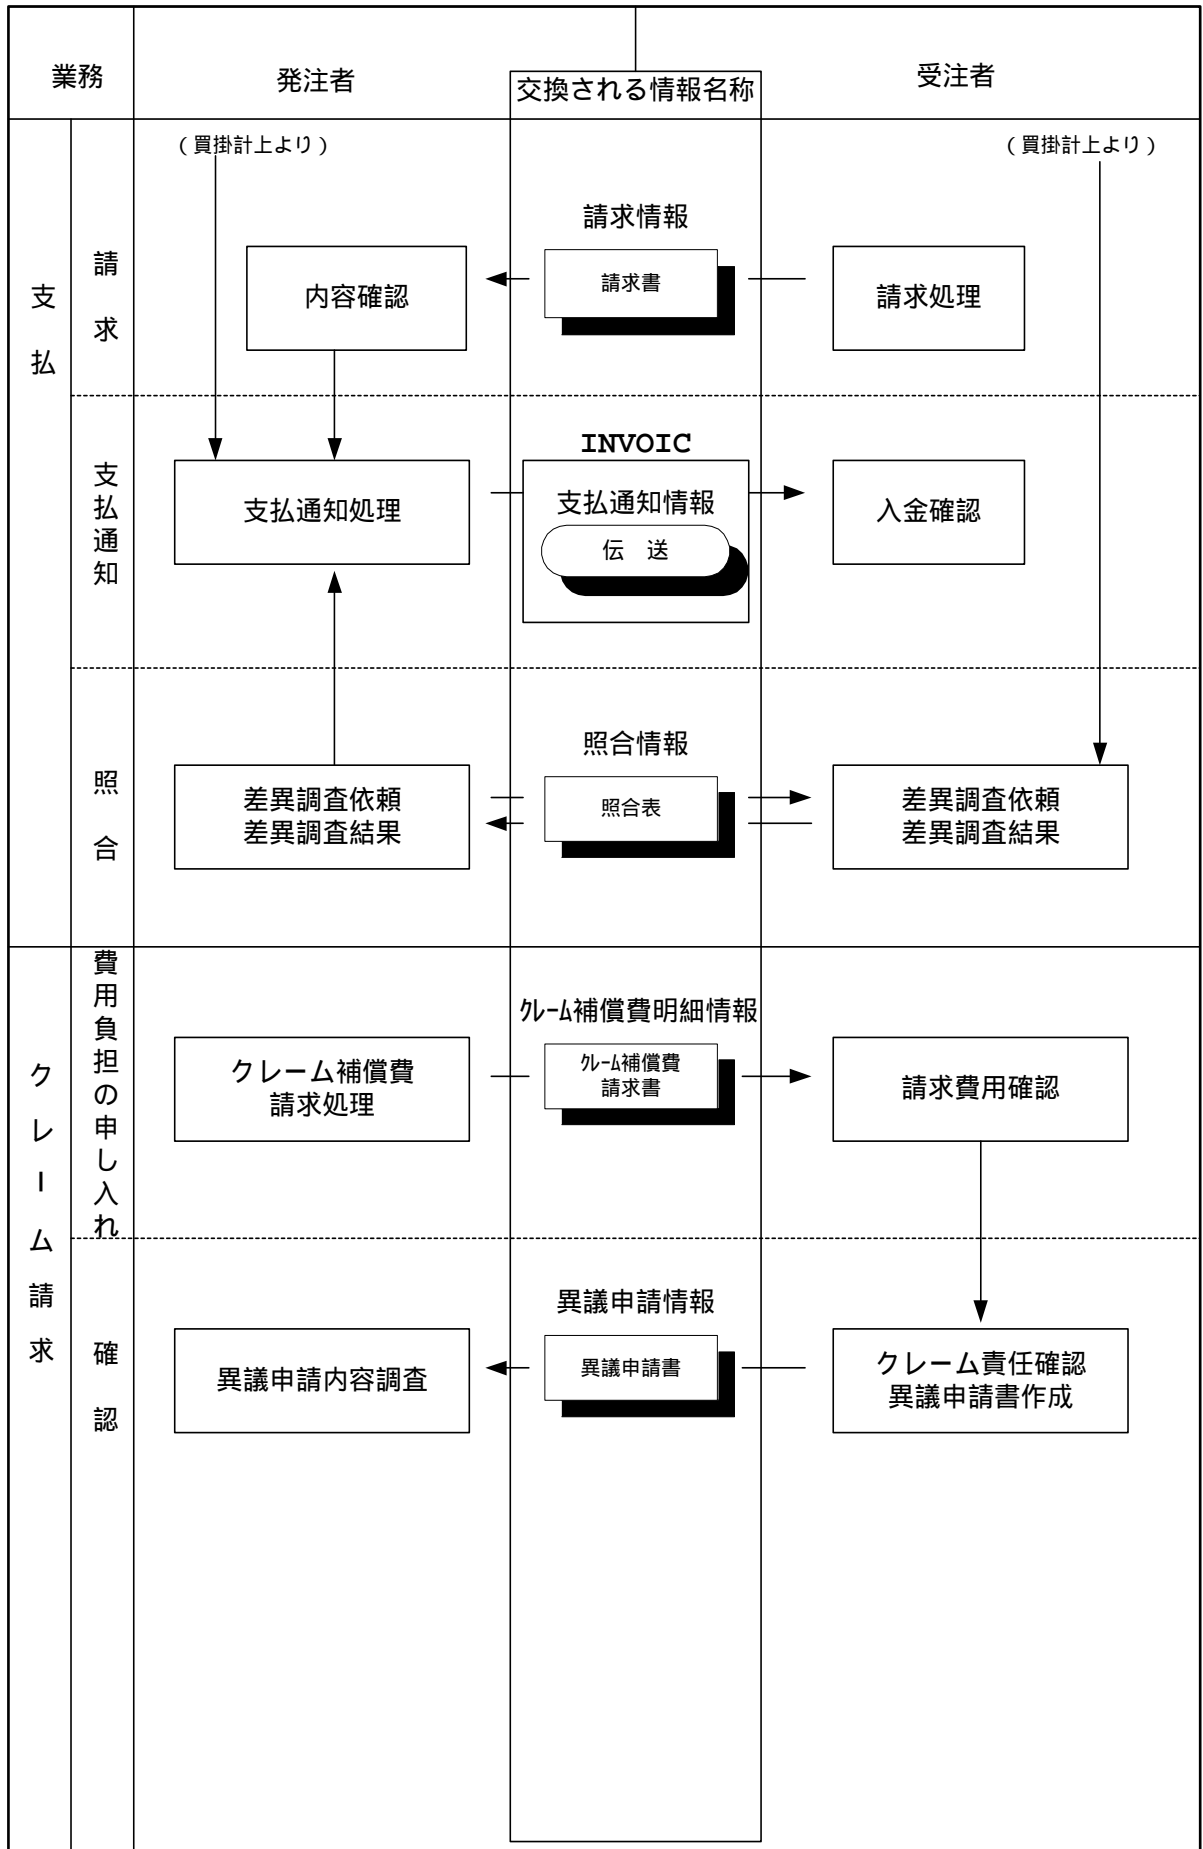 業務
発注者
交換される情報名称
受注者
支払
請求
(買掛計上より)
(買掛計上より)
請求情報
内容確認
請求書
請求処理
支払通知
INVOIC
支払通知処理
支払通知情報
伝 送
入金確認
照合
照合情報
差異調査依頼
差異調査結果
照合表
差異調査依頼
差異調査結果
クレーム請求
費用負担の申し入れ
ｸﾚｰﾑ補償費明細情報
クレーム補償費
請求処理
ｸﾚｰﾑ補償費
請求書
請求費用確認
確認
異議申請情報
異議申請内容調査
異議申請書
クレーム責任確認
異議申請書作成